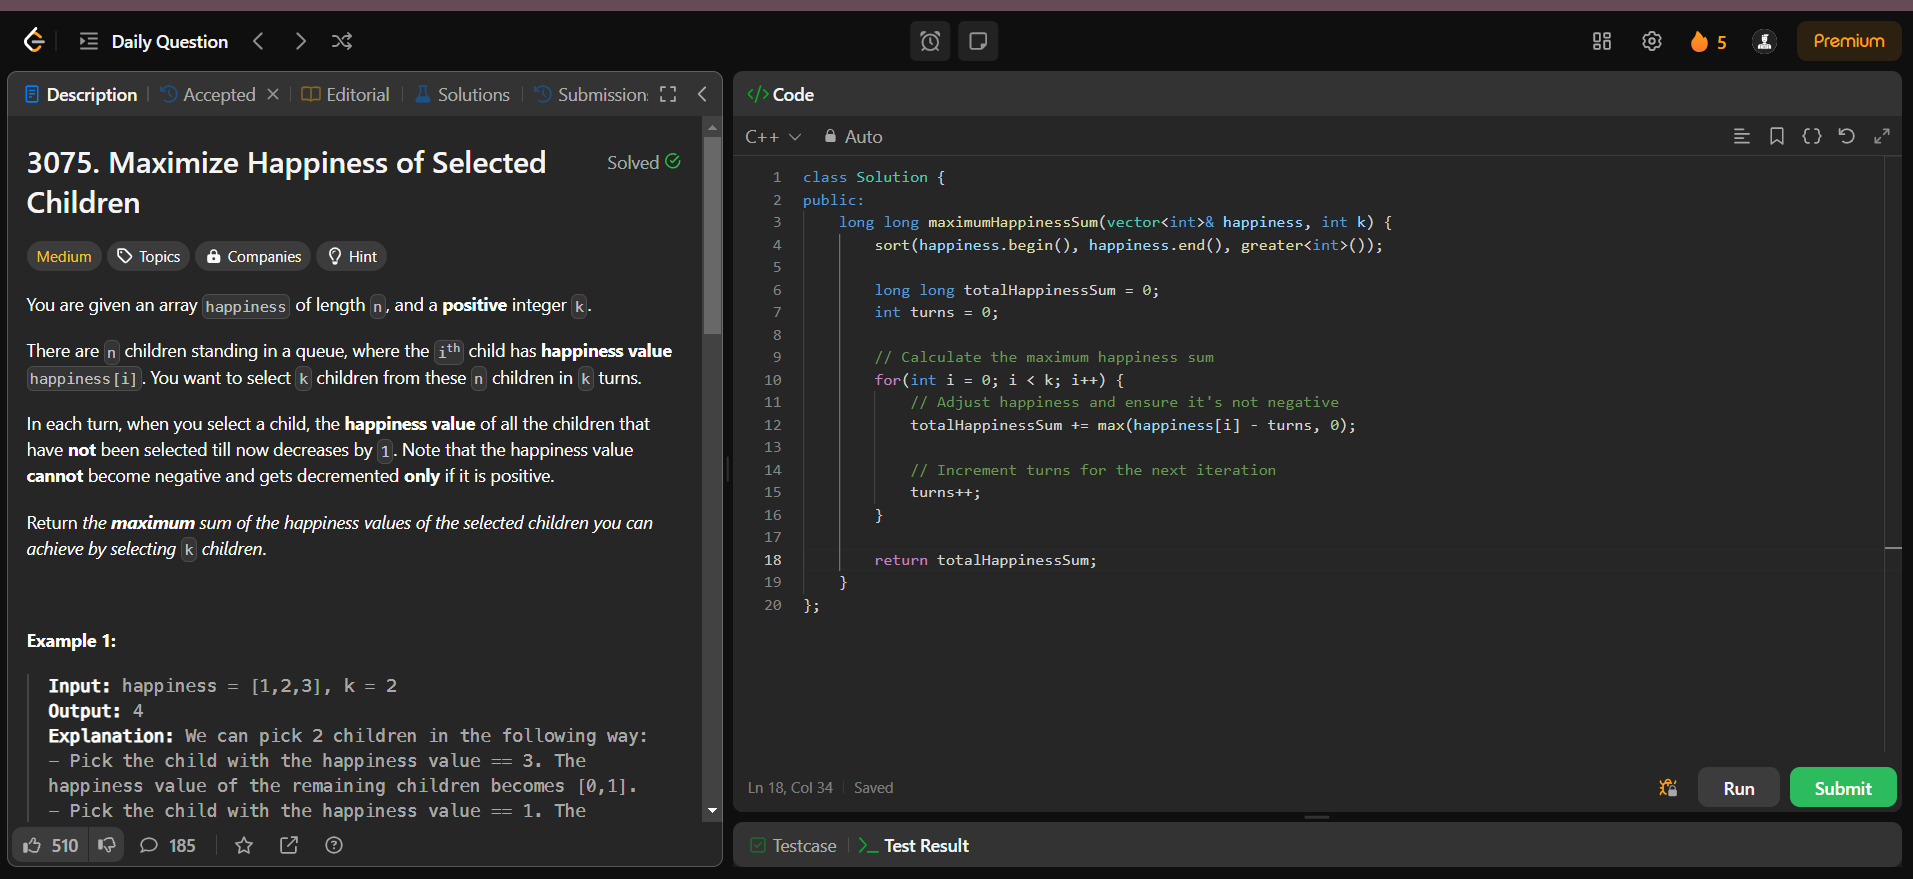 Daily Question
5
Premium
Description
Accepted
Editorial
Solutions
Submission
3075. Maximize Happiness of Selected
Children
Solved
Medium
Topics
Companies
Hint
You are given an array happiness of length n, and a positive integer k.
There are n children standing in a queue, where the ith child has happiness value
happiness[i]. You want to select k children from these n children in k turns.
In each turn, when you select a child, the happiness value of all the children that
have not been selected till now decreases by 1. Note that the happiness value
cannot become negative and gets decremented only if it is positive.
Return the maximum sum of the happiness values of the selected children you can
achieve by selecting k children.
Example 1:
Input: happiness = [1,2,3], k = 2
Output: 4
Explanation: We can pick 2 children in the following way:
- Pick the child with the happiness value == 3. The
happiness value of the remaining children becomes [0,1].
- Pick the child with the happiness value == 1. The
510
185
</> Code
C++
Auto
1 class Solution {
2 public:
3 long long maximumHappinessSum(vector<int>& happiness, int k) {
4 sort(happiness.begin(), happiness.end(), greater<int>());
5
6 long long totalHappinessSum = 0;
7 int turns = 0;
8
9 // Calculate the maximum happiness sum
10 for(int i = 0; i < k; i++) {
11 // Adjust happiness and ensure it's not negative
12 totalHappinessSum += max(happiness[i] - turns, 0);
13
14 // Increment turns for the next iteration
15 turns++;
16 }
17
18 return totalHappinessSum;
19 }
20 };
Ln 18, Col 34
Saved
Run
Submit
Testcase
Test Result